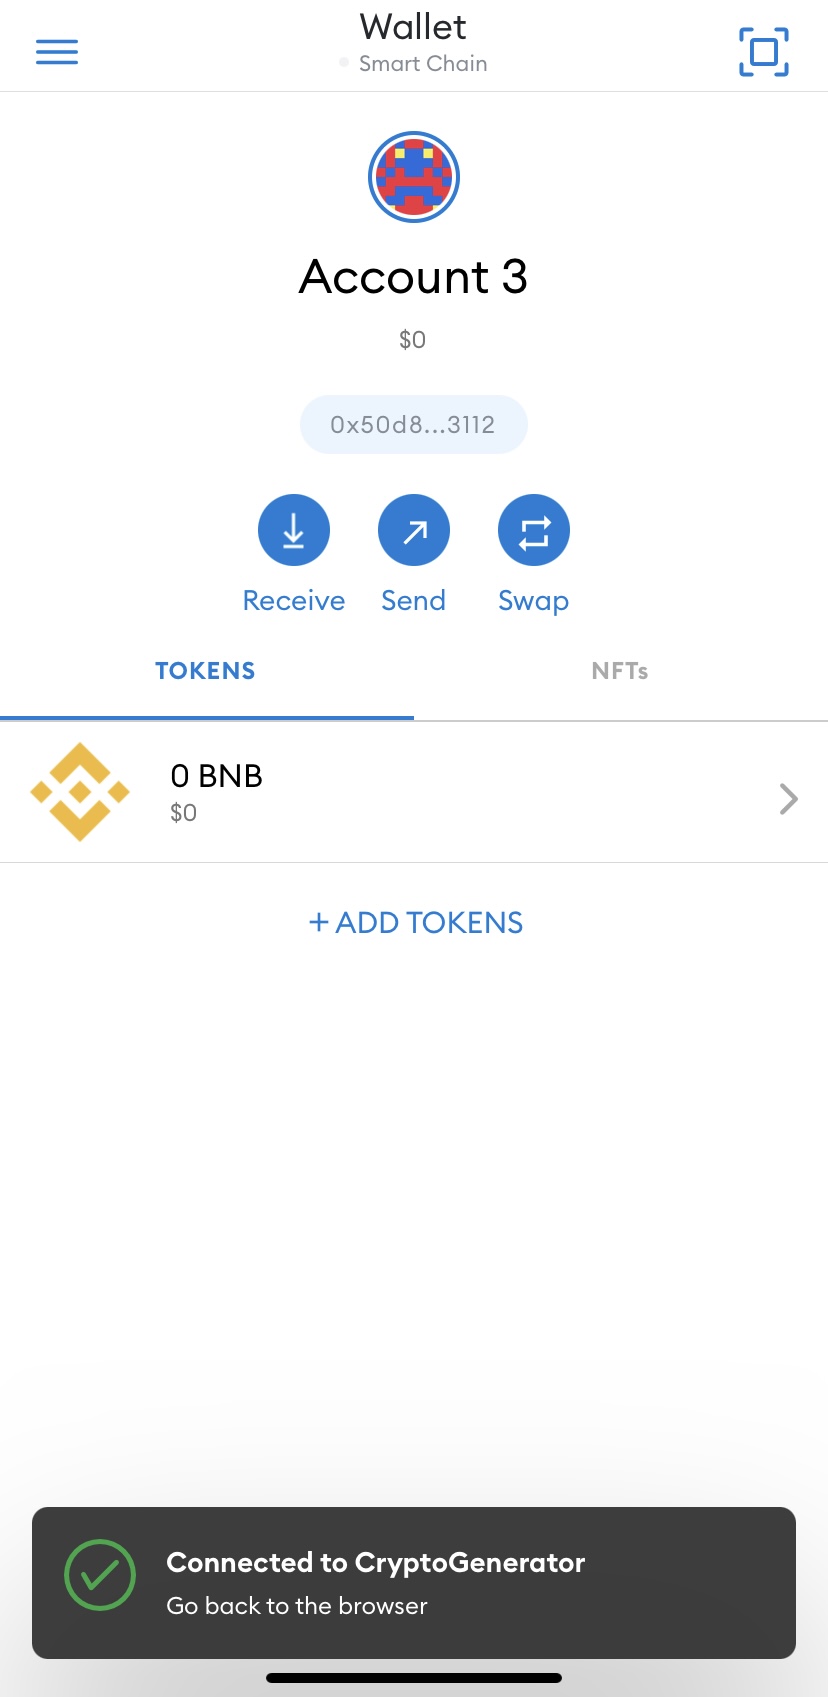 Wallet
Smart Chain
Account 3
$0
0x50d8...3112
Receive Send Swap
TOKENS NFTs
0 BNB
$0
+ ADD TOKENS
Connected to CryptoGenerator
Go back to the browser